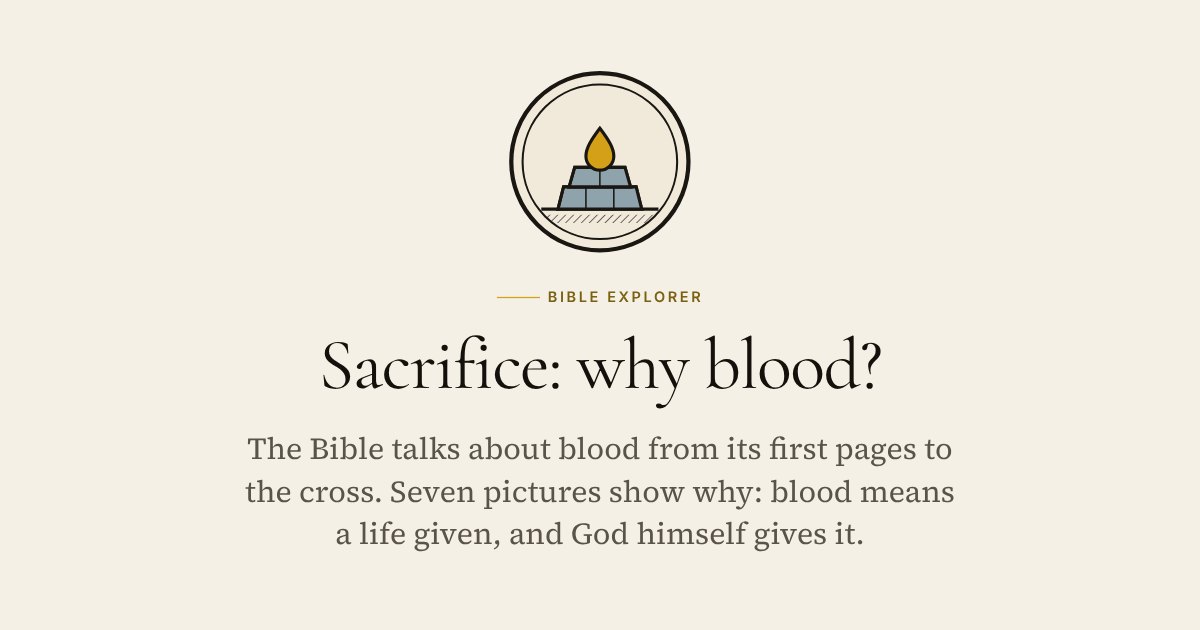 BIBLE EXPLORER
Sacrifice: why blood?
The Bible talks about blood from its first pages to
the cross. Seven pictures show why: blood means
a life given, and God himself gives it.